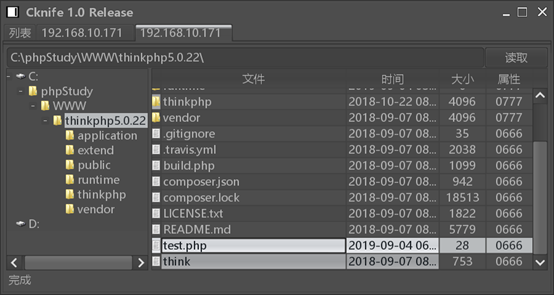 Cknife 1.0 Release
列表 192.168.10.171 192.168.10.171
C:\phpStudy\WWW\thinkphp5.0.22\ 读取
C:
phpStudy
WWW
thinkphp5.0.22
application
extend
public
runtime
thinkphp
vendor
D:
文件 时间 大小 属性
thinkphp 2018-10-22 08... 4096 0777
vendor 2018-09-07 08... 4096 0777
.gitignore 2018-09-07 08... 35 0666
.travis.yml 2018-09-07 08... 2038 0666
build.php 2018-09-07 08... 1099 0666
composer.json 2018-09-07 08... 942 0666
composer.lock 2018-09-07 08... 18513 0666
LICENSE.txt 2018-09-07 08... 1822 0666
README.md 2018-09-07 08... 5779 0666
test.php 2019-09-04 06... 28 0666
think 2018-09-07 08... 753 0666
完成